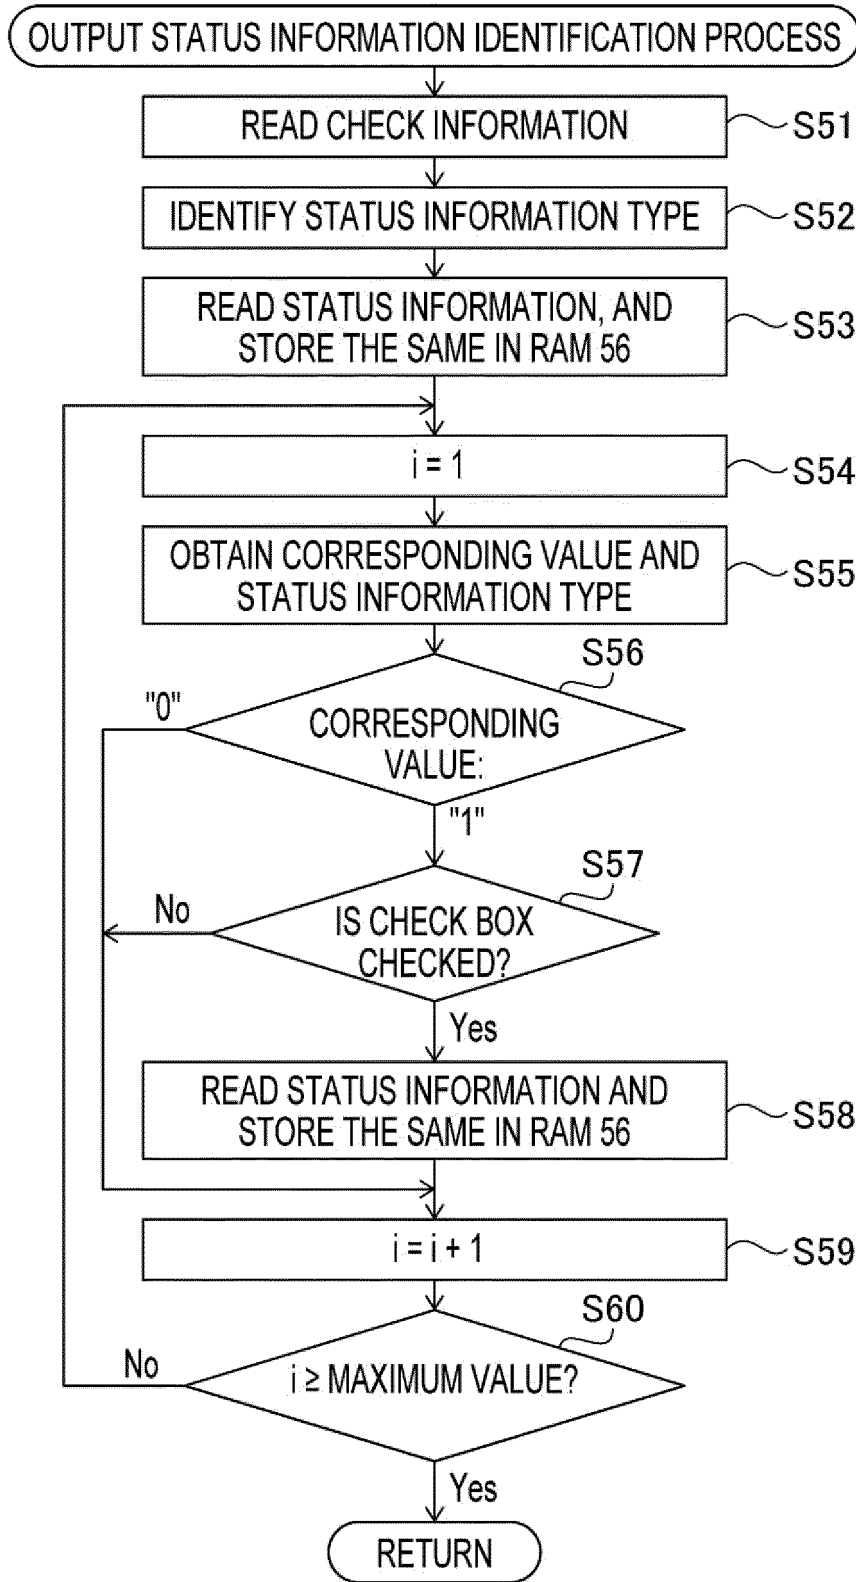 OUTPUT STATUS INFORMATION IDENTIFICATION PROCESS
READ CHECK INFORMATION
S51
IDENTIFY STATUS INFORMATION TYPE
S52
READ STATUS INFORMATION, AND
STORE THE SAME IN RAM 56
S53
i = 1
S54
OBTAIN CORRESPONDING VALUE AND
STATUS INFORMATION TYPE
S55
S56
"0"
CORRESPONDING
VALUE:
"1"
S57
No
IS CHECK BOX
CHECKED?
Yes
READ STATUS INFORMATION AND
STORE THE SAME IN RAM 56
S58
i = i + 1
S59
S60
No
i ≥ MAXIMUM VALUE?
Yes
RETURN